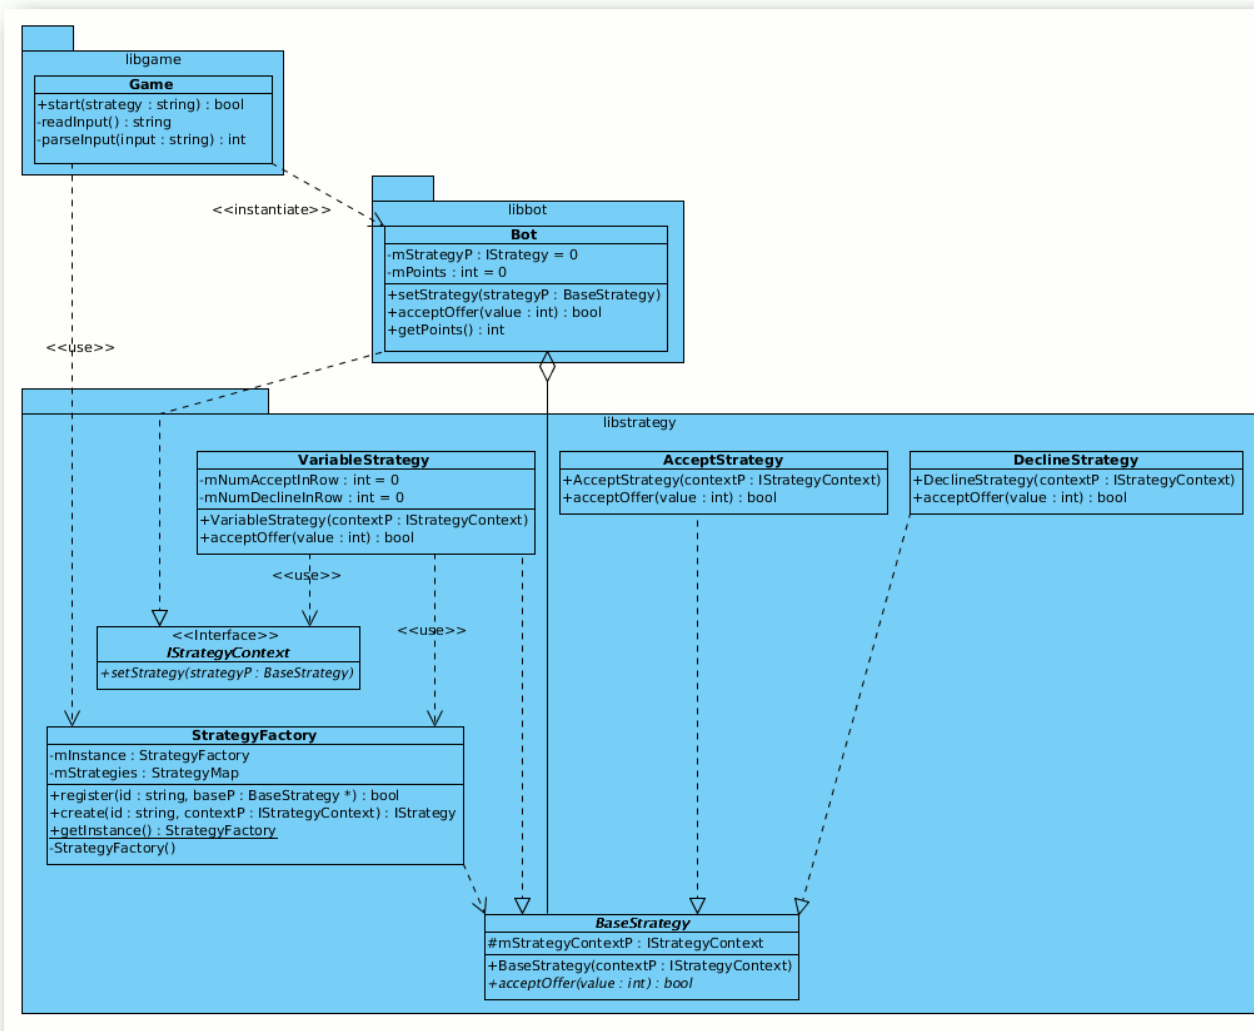 libgame
Game
+start(strategy : string) : bool
-readInput() : string
-parseInput(input : string) : int
<<instantiate>>
libbot
Bot
-mStrategyP : IStrategy = 0
-mPoints : int = 0
+setStrategy(strategyP : BaseStrategy)
+acceptOffer(value : int) : bool
+getPoints() : int
<<use>>
libstrategy
VariableStrategy
-mNumAcceptInRow : int = 0
-mNumDeclineInRow : int = 0
+VariableStrategy(contextP : IStrategyContext)
+acceptOffer(value : int) : bool
AcceptStrategy
+AcceptStrategy(contextP : IStrategyContext)
+acceptOffer(value : int) : bool
DeclineStrategy
+DeclineStrategy(contextP : IStrategyContext)
+acceptOffer(value : int) : bool
<<use>>
<<use>>
<<Interface>>
IStrategyContext
+setStrategy(strategyP : BaseStrategy)
StrategyFactory
-mInstance : StrategyFactory
-mStrategies : StrategyMap
+register(id : string, baseP : BaseStrategy *) : bool
+create(id : string, contextP : IStrategyContext) : IStrategy
+getInstance() : StrategyFactory
-StrategyFactory()
BaseStrategy
#mStrategyContextP : IStrategyContext
+BaseStrategy(contextP : IStrategyContext)
+acceptOffer(value : int) : bool